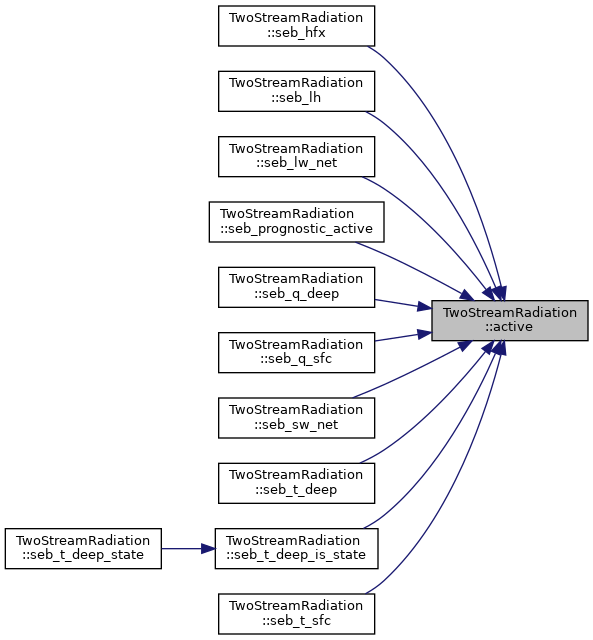 TwoStreamRadiation
::seb_hfx
TwoStreamRadiation
::seb_lh
TwoStreamRadiation
::seb_lw_net
TwoStreamRadiation
::seb_prognostic_active
TwoStreamRadiation
::seb_q_deep
TwoStreamRadiation
::active
TwoStreamRadiation
::seb_q_sfc
TwoStreamRadiation
::seb_sw_net
TwoStreamRadiation
::seb_t_deep
TwoStreamRadiation
::seb_t_deep_state
TwoStreamRadiation
::seb_t_deep_is_state
TwoStreamRadiation
::seb_t_sfc